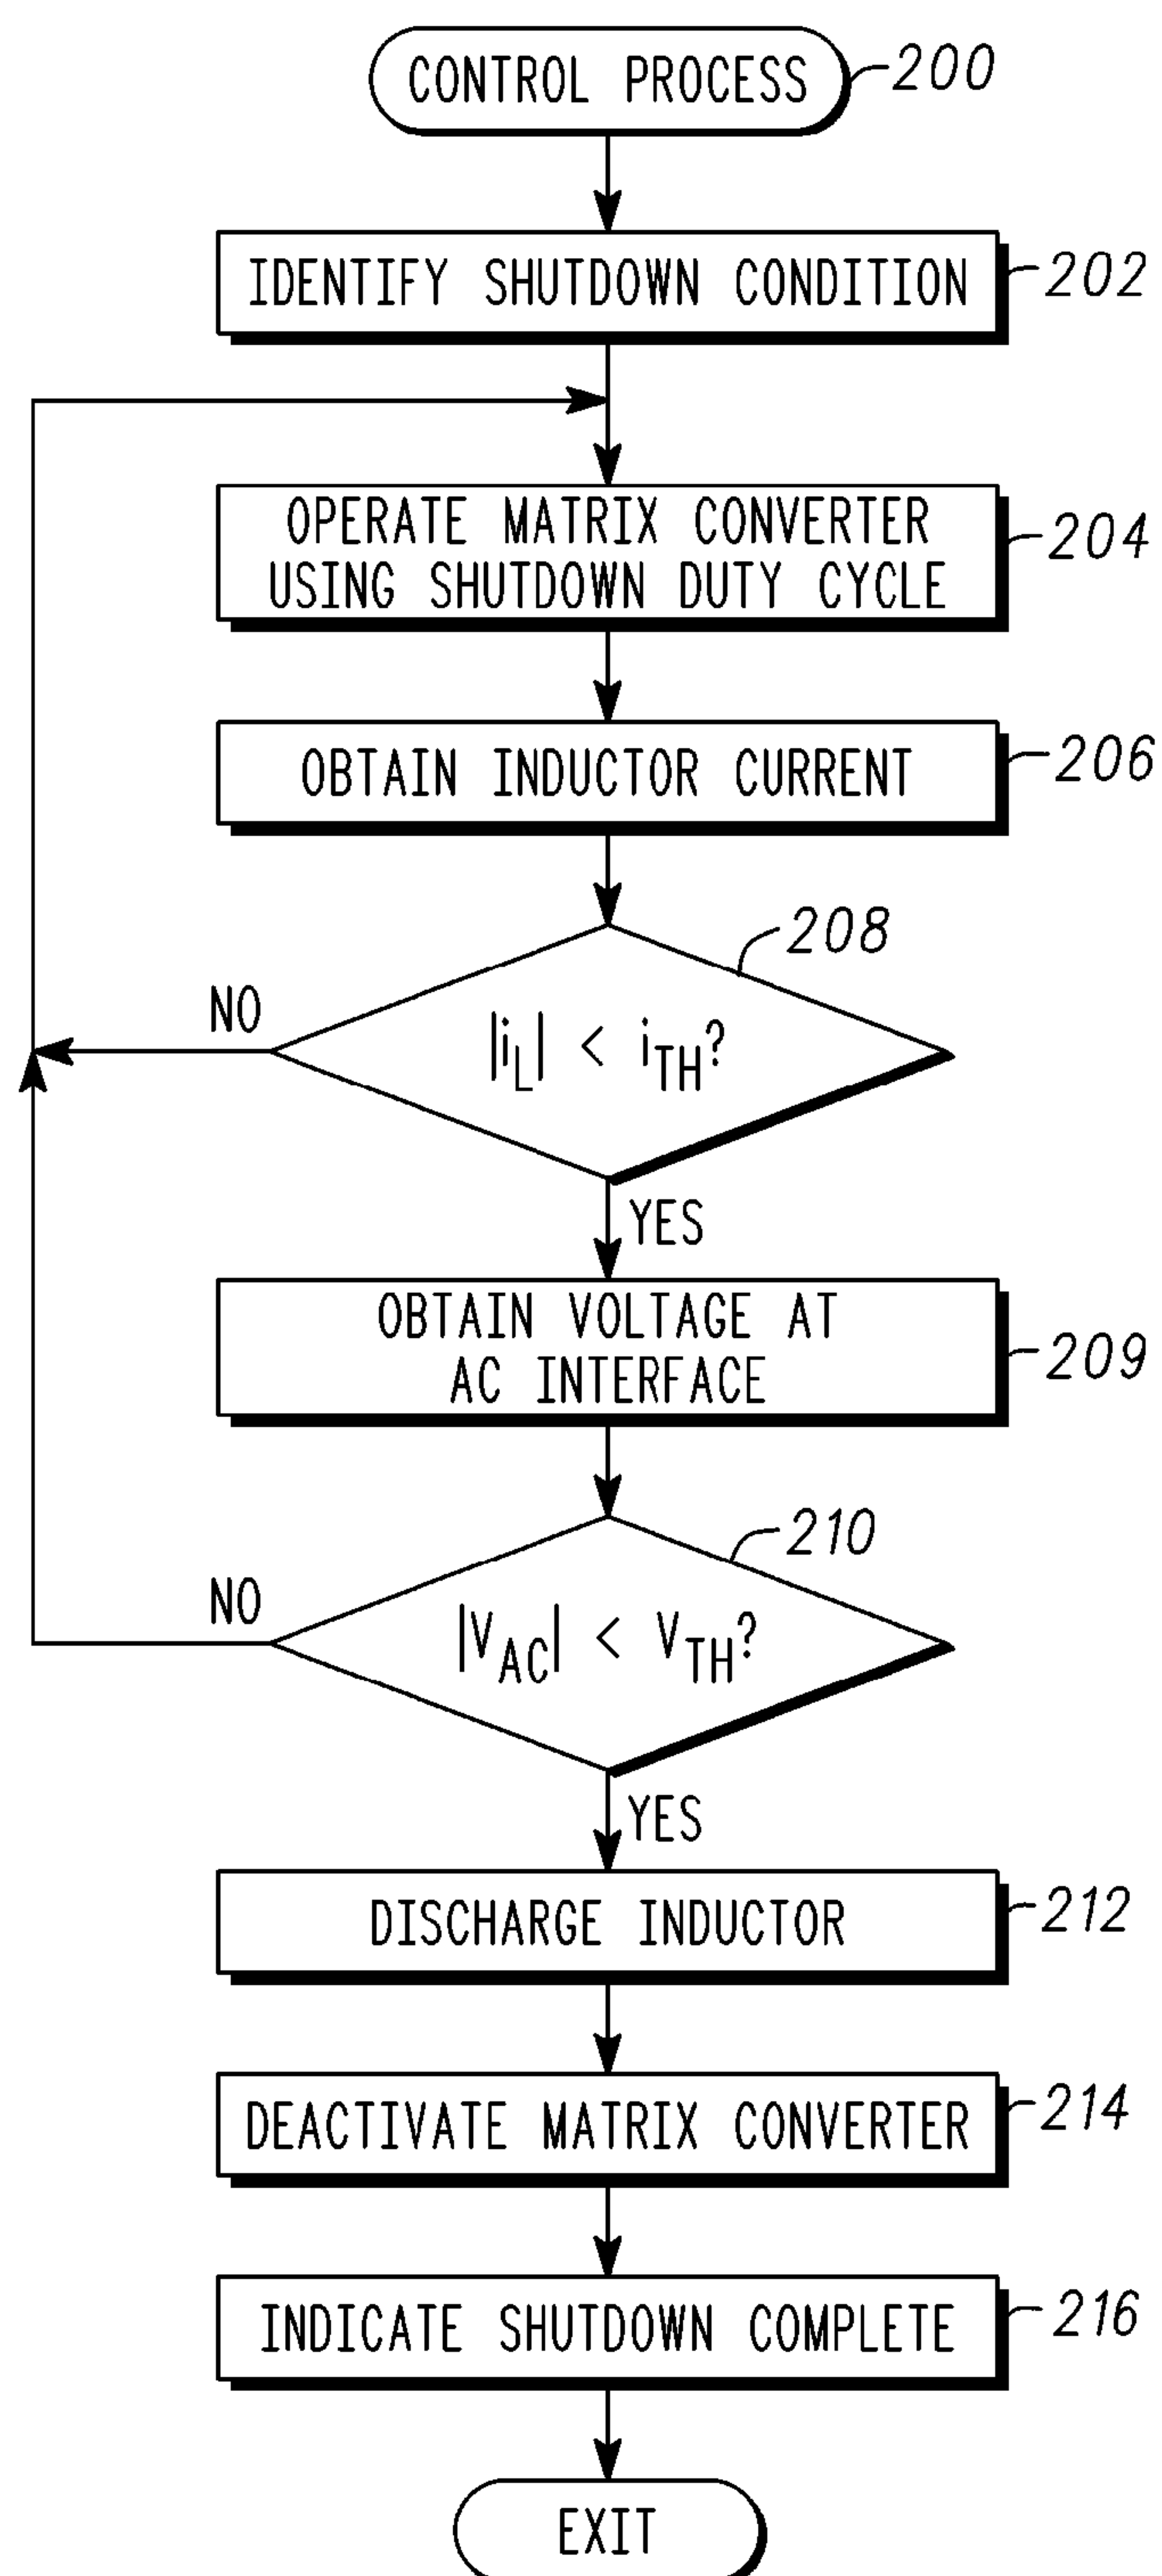 CONTROL PROCESS
200
IDENTIFY SHUTDOWN CONDITION
202
OPERATE MATRIX CONVERTER
USING SHUTDOWN DUTY CYCLE
204
OBTAIN INDUCTOR CURRENT
206
208
NO
|iL| < iTH?
YES
OBTAIN VOLTAGE AT
AC INTERFACE
209
210
NO
|VAC| < VTH?
YES
DISCHARGE INDUCTOR
212
DEACTIVATE MATRIX CONVERTER
214
INDICATE SHUTDOWN COMPLETE
216
EXIT